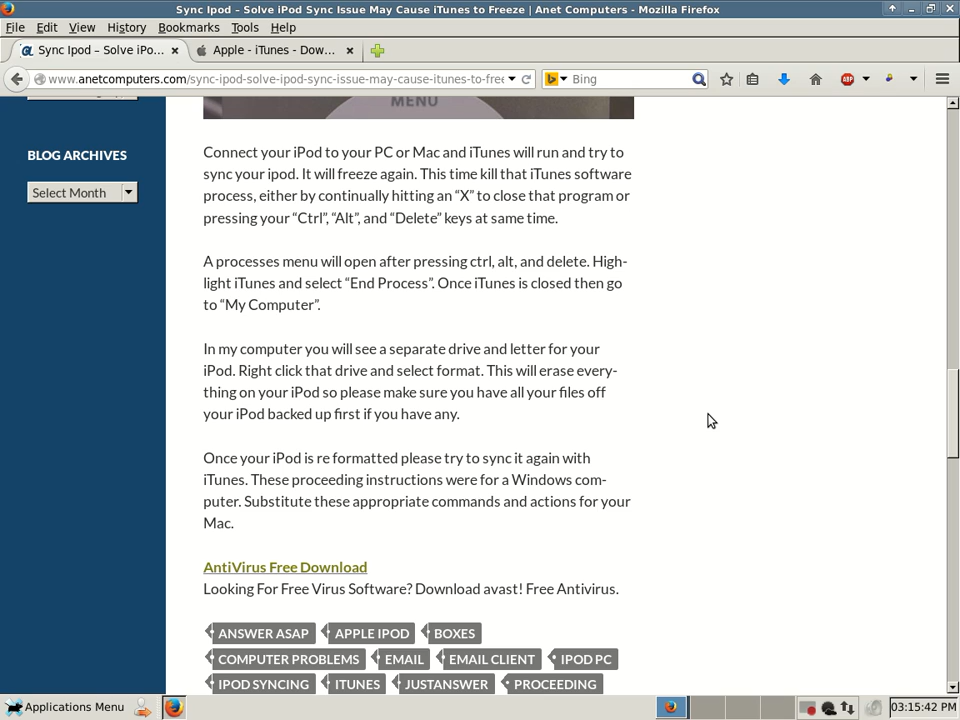 Sync Ipod – Solve iPod Sync Issue May Cause iTunes to Freeze | Anet Computers - Mozilla Firefox
File Edit View History Bookmarks Tools Help
Sync Ipod – Solve iPo... Apple - iTunes - Dow...
www.anetcomputers.com/sync-ipod-solve-ipod-sync-issue-may-cause-itunes-to-free Bing ABP
MENU
BLOG ARCHIVES
Select Month
Connect your iPod to your PC or Mac and iTunes will run and try to
sync your ipod. It will freeze again. This time kill that iTunes software
process, either by continually hitting an “X” to close that program or
pressing your “Ctrl”, “Alt”, and “Delete” keys at same time.
A processes menu will open after pressing ctrl, alt, and delete. High-
light iTunes and select “End Process”. Once iTunes is closed then go
to “My Computer”.
In my computer you will see a separate drive and letter for your
iPod. Right click that drive and select format. This will erase every-
thing on your iPod so please make sure you have all your files off
your iPod backed up first if you have any.
Once your iPod is re formatted please try to sync it again with
iTunes. These proceeding instructions were for a Windows com-
puter. Substitute these appropriate commands and actions for your
Mac.
AntiVirus Free Download
Looking For Free Virus Software? Download avast! Free Antivirus.
ANSWER ASAP APPLE IPOD BOXES
COMPUTER PROBLEMS EMAIL EMAIL CLIENT IPOD PC
IPOD SYNCING ITUNES JUSTANSWER PROCEEDING
Applications Menu 03:15:42 PM